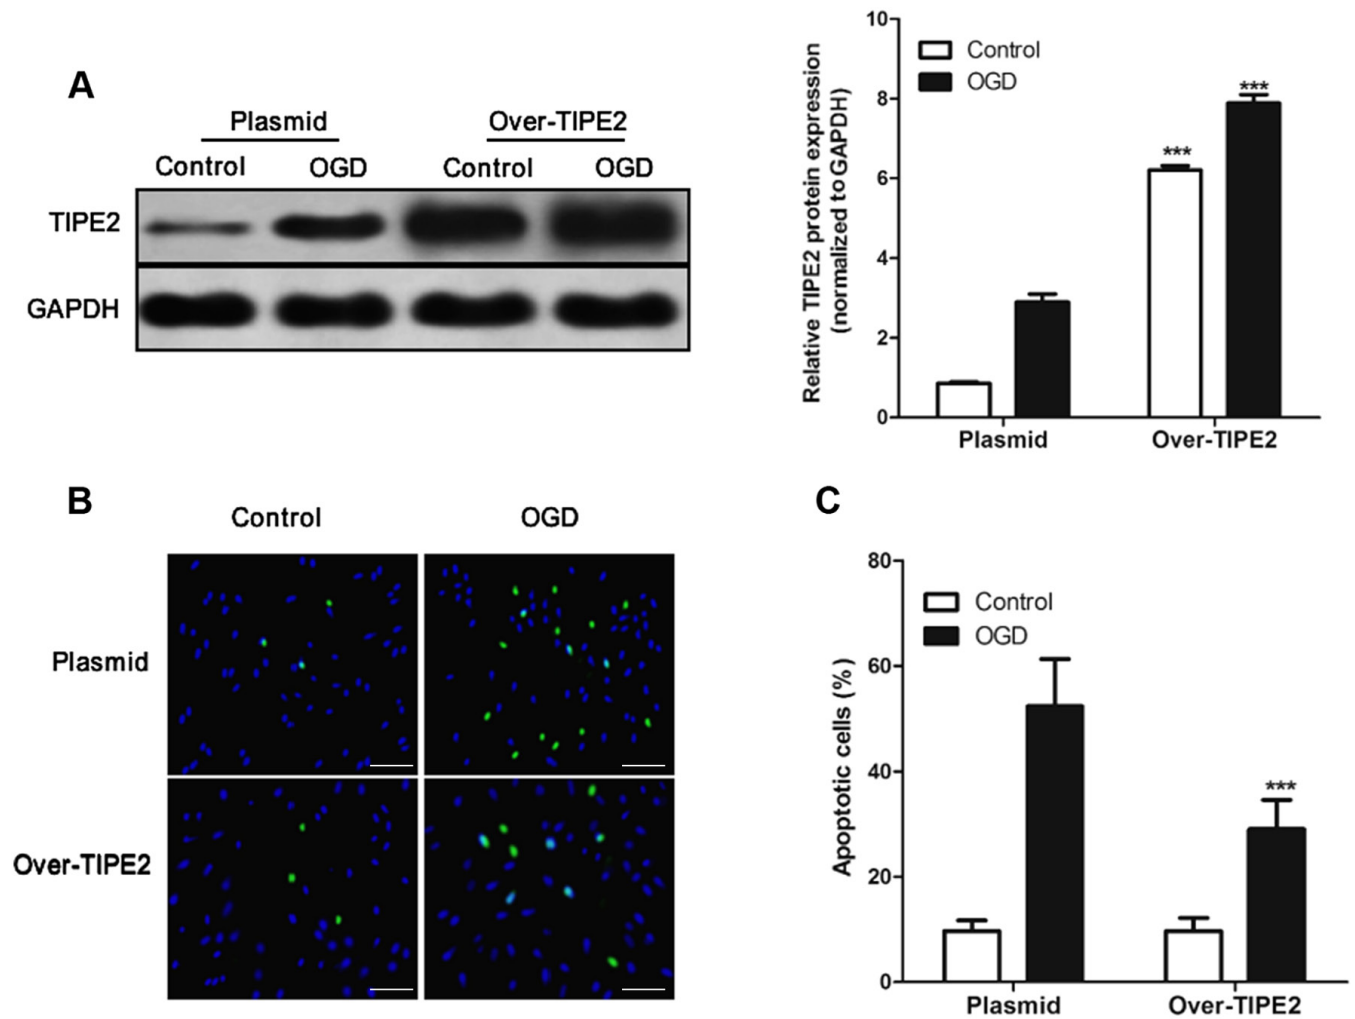 A
Plasmid Over-TIPE2
Control OGD Control OGD
TIPE2
GAPDH
Relative TIPE2 protein expression
(normalized to GAPDH)
10
8
6
4
2
0
Control
OGD
***
***
Plasmid Over-TIPE2
B
Control OGD
Plasmid
Over-TIPE2
C
Apoptotic cells (%)
80
60
40
20
0
Control
OGD
***
Plasmid Over-TIPE2